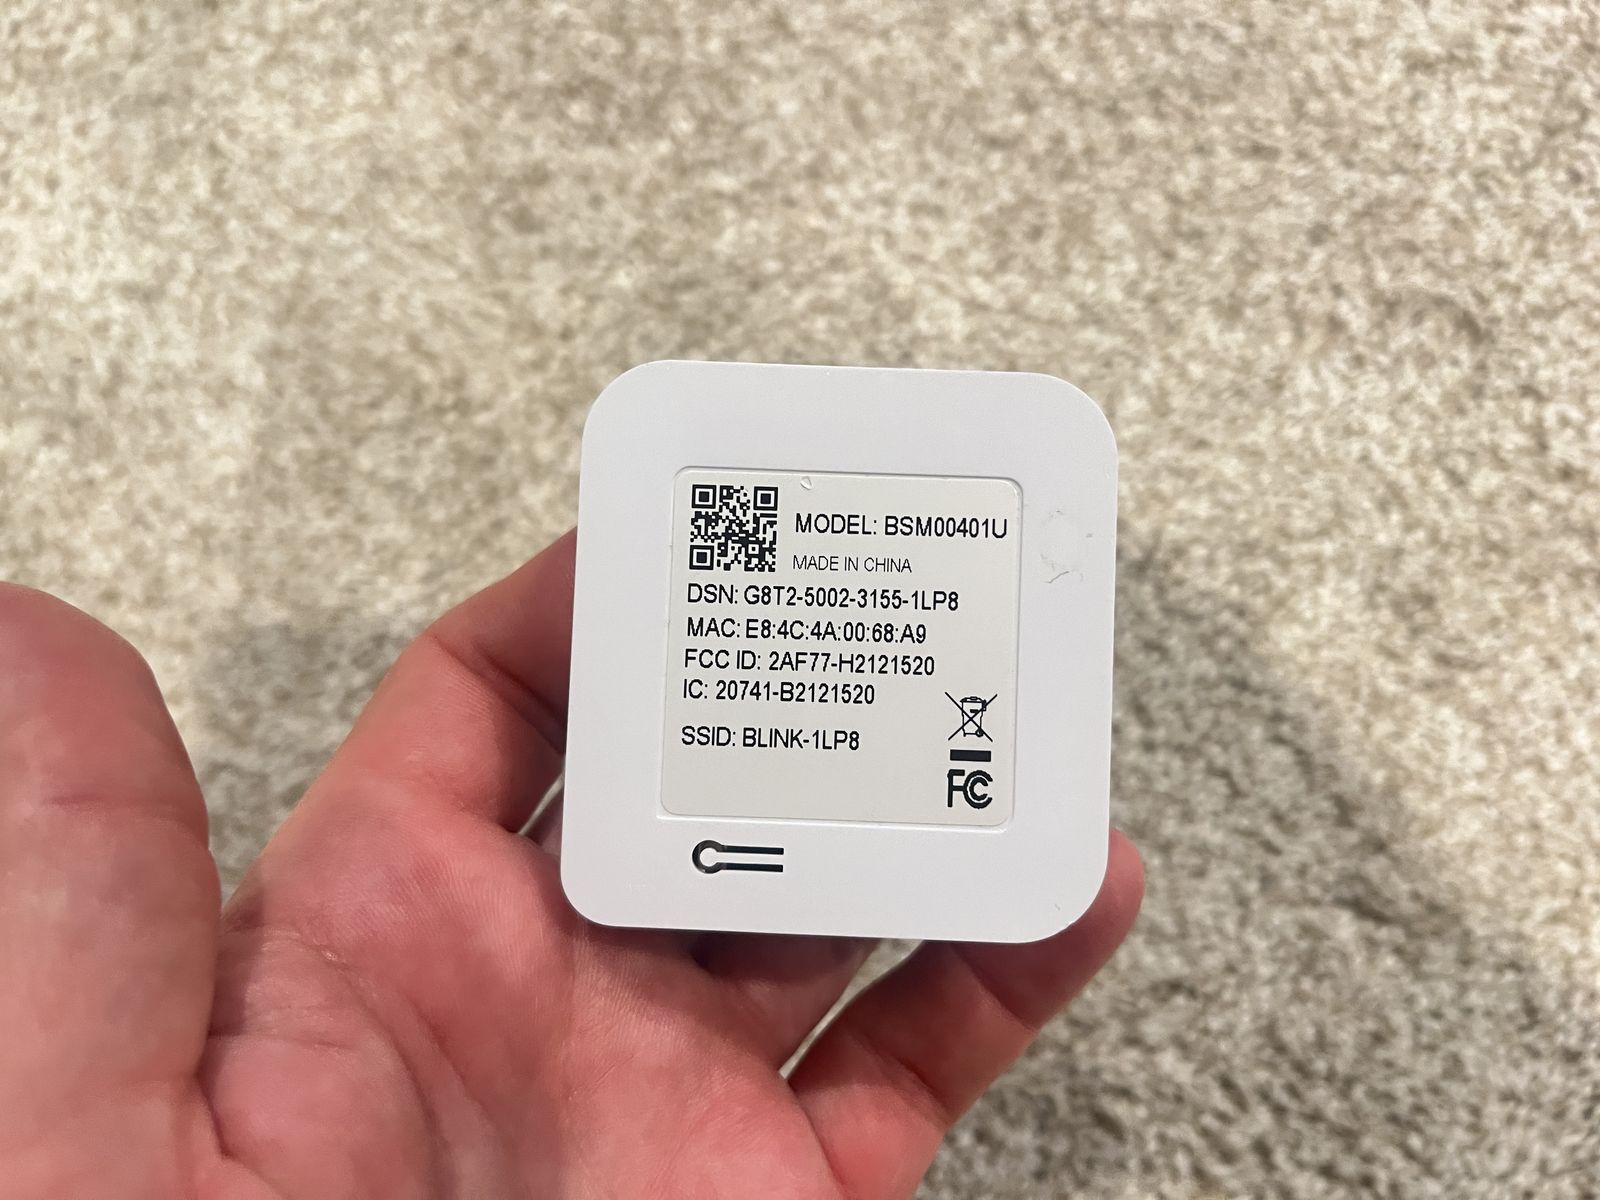 MODEL: BSM00401U
MADE IN CHINA
DSN: G8T2-5002-3155-1LP8
MAC: E8:4C:4A:00:68:A9
FCC ID: 2AF77-H2121520
IC: 20741-B2121520
SSID: BLINK-1LP8
FC